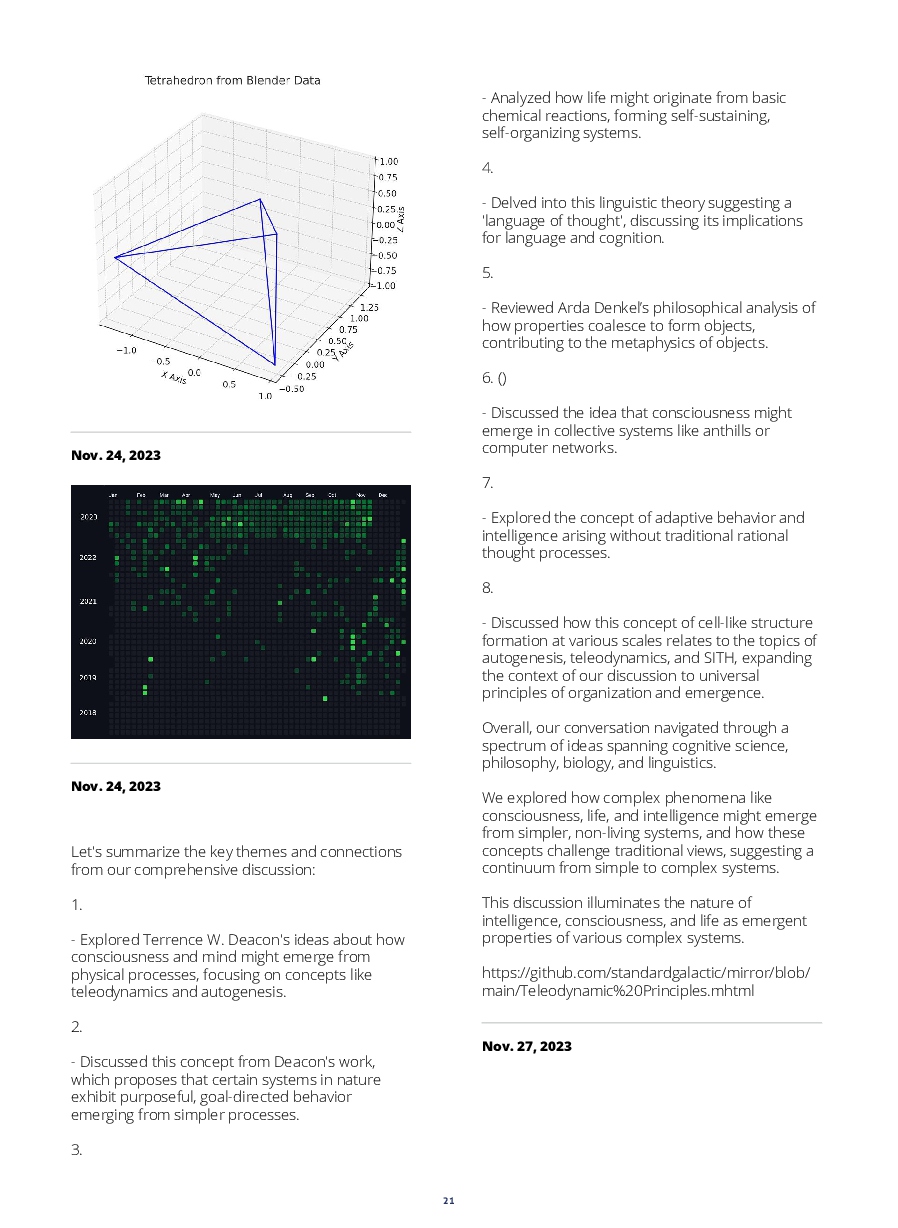 Tetrahedron from Blender Data
1.00
0.75
0.50
0.25
0.00
−0.25
−0.50
−0.75
−1.00
Z Axis
1.25
1.00
0.75
0.50
0.25
0.00
0.25
−0.50
Y Axis
−1.0
0.5
0.0
0.5
1.0
X Axis
Nov. 24, 2023
Jan Feb Mar Apr May Jun Jul Aug Sep Oct Nov Dec
2022
2021
2020
2019
2018
Nov. 24, 2023
Let's summarize the key themes and connections
from our comprehensive discussion:
1.
- Explored Terrence W. Deacon's ideas about how
consciousness and mind might emerge from
physical processes, focusing on concepts like
teleodynamics and autogenesis.
2.
- Discussed this concept from Deacon's work,
which proposes that certain systems in nature
exhibit purposeful, goal-directed behavior
emerging from simpler processes.
3.
- Analyzed how life might originate from basic
chemical reactions, forming self-sustaining,
self-organizing systems.
4.
- Delved into this linguistic theory suggesting a
'language of thought', discussing its implications
for language and cognition.
5.
- Reviewed Arda Denkel's philosophical analysis of
how properties coalesce to form objects,
contributing to the metaphysics of objects.
6. ()
- Discussed the idea that consciousness might
emerge in collective systems like anthills or
computer networks.
7.
- Explored the concept of adaptive behavior and
intelligence arising without traditional rational
thought processes.
8.
- Discussed how this concept of cell-like structure
formation at various scales relates to the topics of
autogenesis, teleodynamics, and SITH, expanding
the context of our discussion to universal
principles of organization and emergence.
Overall, our conversation navigated through a
spectrum of ideas spanning cognitive science,
philosophy, biology, and linguistics.
We explored how complex phenomena like
consciousness, life, and intelligence might emerge
from simpler, non-living systems, and how these
concepts challenge traditional views, suggesting a
continuum from simple to complex systems.
This discussion illuminates the nature of
intelligence, consciousness, and life as emergent
properties of various complex systems.
https://github.com/standardgalactic/mirror/blob/
main/Teleodynamic%20Principles.mhtml
Nov. 27, 2023
21